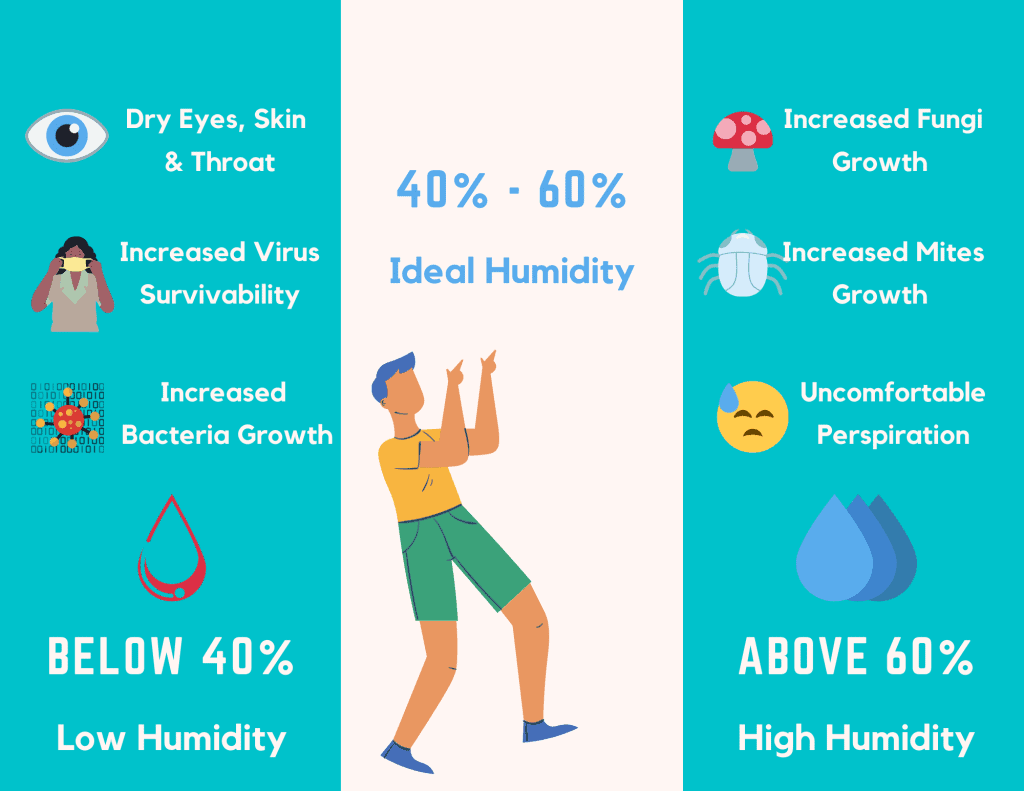 Dry Eyes, Skin
& Throat
Increased Virus
Survivability
Increased
Bacteria Growth
BELOW 40%
Low Humidity
40% - 60%
Ideal Humidity
Increased Fungi
Growth
Increased Mites
Growth
Uncomfortable
Perspiration
ABOVE 60%
High Humidity